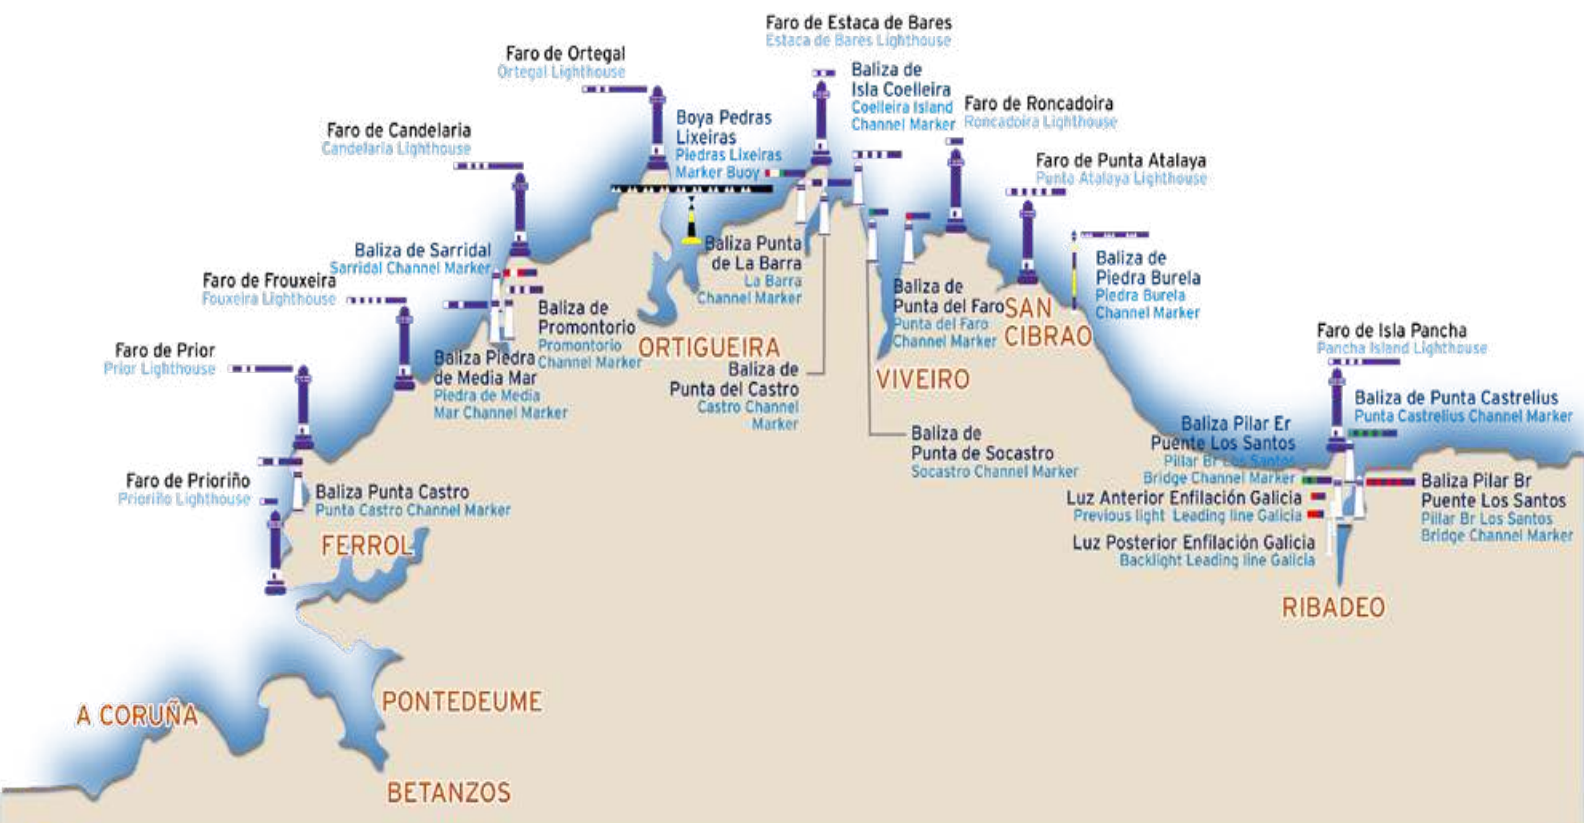 Faro de Estaca de Bares
Estaca de Bares Lighthouse
Faro de Ortegal
Ortegal Lighthouse
Baliza de
Isla Coelleira
Coelleira Island
Channel Marker
Faro de Roncadoira
Roncadoira Lighthouse
Boya Pedras
Lixeiras
Piedras Lixeiras
Marker Buoy
Faro de Candelaria
Candelaria Lighthouse
Faro de Punta Atalaya
Punta Atalaya Lighthouse
Baliza de Sarridal
Sarridal Channel Marker
Baliza Punta
de La Barra
La Barra
Channel Marker
Baliza de
Piedra Burela
Piedra Burela
Channel Marker
Faro de Frouxeira
Fouxeira Lighthouse
Baliza de
Promontorio
Promontorio
Channel Marker
Baliza de
Punta del Faro
Punta del Faro
Channel Marker
SAN
CIBRAO
Faro de Isla Pancha
Pancha Island Lighthouse
ORTIGUEIRA
Faro de Prior
Prior Lighthouse
Baliza Piedra
de Media Mar
Piedra de Media
Mar Channel Marker
Baliza de
Punta del Castro
Castro Channel
Marker
VIVEIRO
Baliza de Punta Castrelius
Punta Castrelius Channel Marker
Baliza Pilar Er
Puente Los Santos
Pillar Br Los Santos
Bridge Channel Marker
Baliza de
Punta de Socastro
Socastro Channel Marker
Faro de Prioriño
Prioriño Lighthouse
Baliza Punta Castro
Punta Castro Channel Marker
Luz Anterior Enfilación Galicia
Previous light Leading line Galicia
Baliza Pilar Br
Puente Los Santos
Pillar Br Los Santos
Bridge Channel Marker
FERROL
Luz Posterior Enfilación Galicia
Backlight Leading line Galicia
RIBADEO
PONTEDEUME
A CORUÑA
BETANZOS